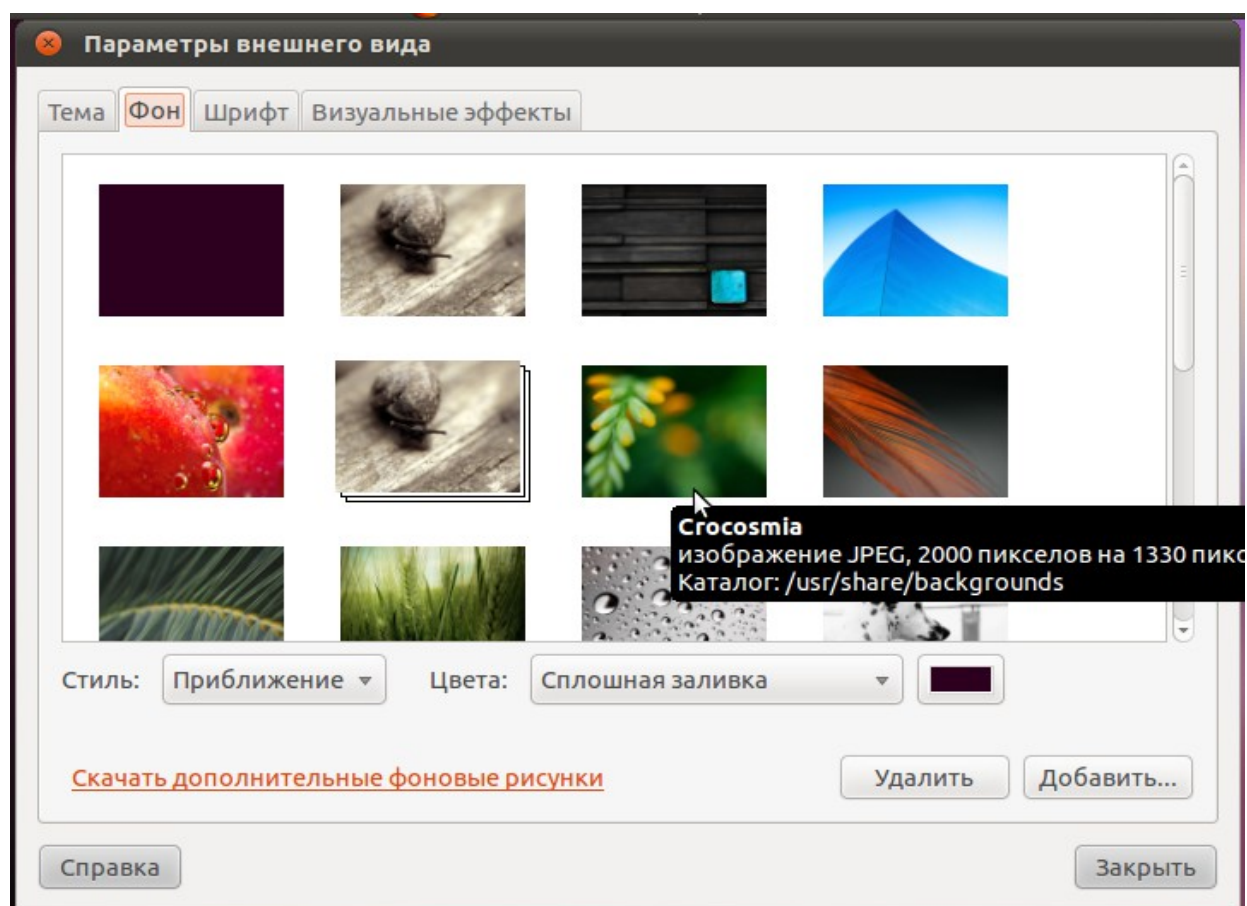 Параметры внешнего вида
Тема Фон Шрифт Визуальные эффекты
Crocosmia
изображение JPEG, 2000 пикселов на 1330
Каталог: /usr/share/backgrounds
Стиль: Приближение Цвета: Сплошная заливка
Скачать дополнительные фоновые рисунки Удалить Добавить...
Справка Закрыть